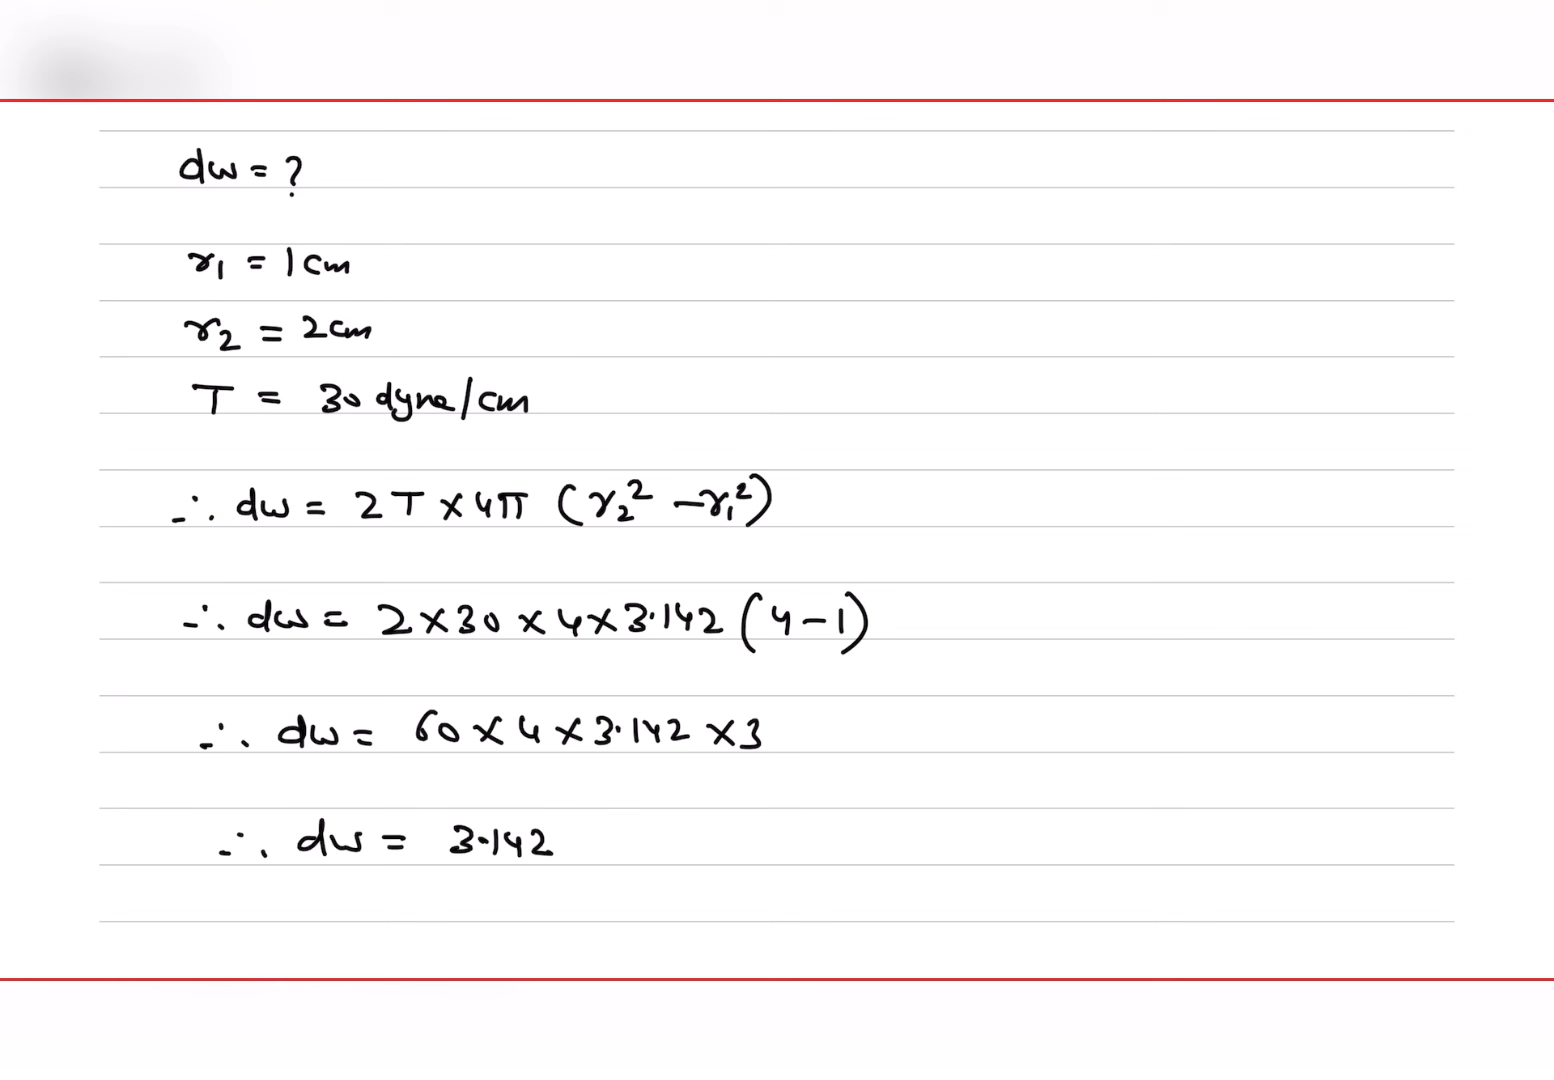 dw = ?
r1 = 1 cm
r2 = 2 cm
T = 30 dyne/cm
∴ dw = 2T × 4π (r₂² - r₁²)
∴ dw = 2 × 30 × 4 × 3.142 (4 - 1)
∴ dw = 60 × 4 × 3.142 × 3
∴ dw = 3.142